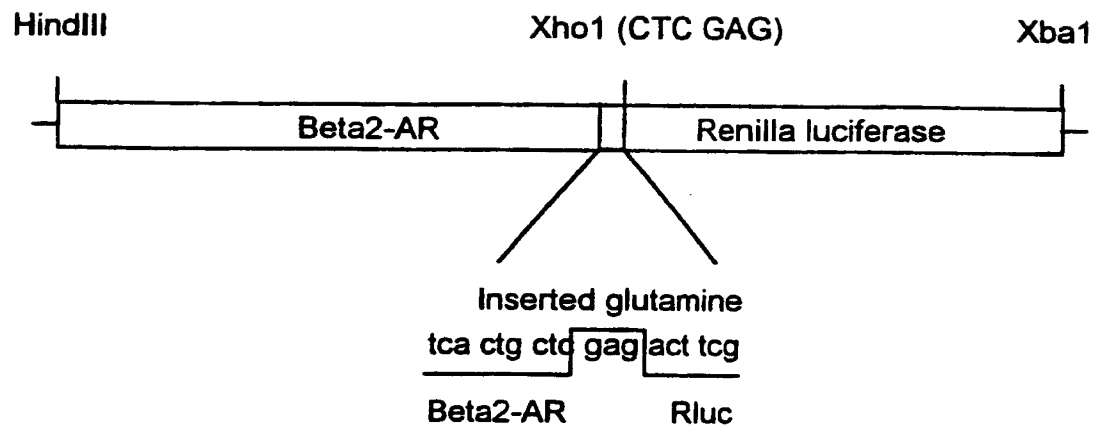 HindIII Xho1 (CTC GAG) Xba1
Beta2-AR Renilla luciferase
Inserted glutamine
tca ctg ctc gag act tcg
Beta2-AR Rluc